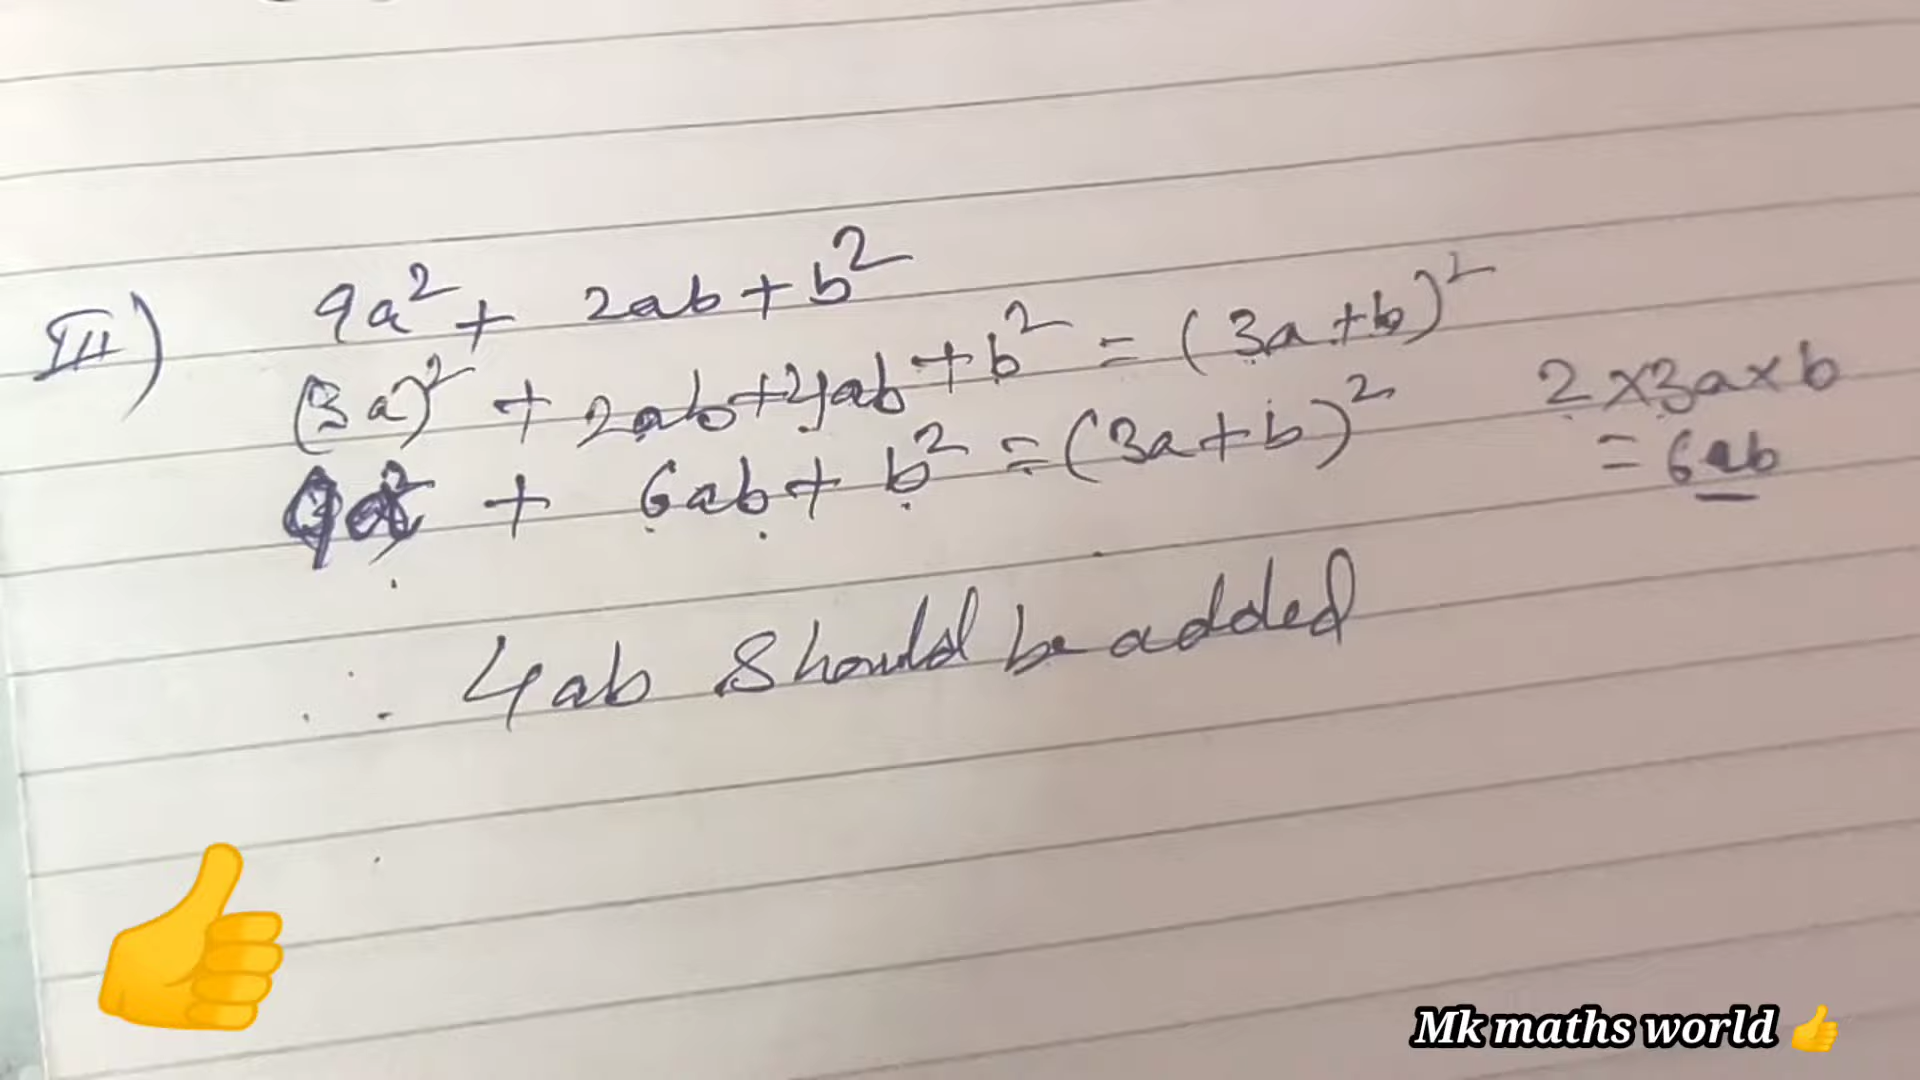 III) 9a² + 2ab + b²
(3a)² + 2ab + 4ab + b² = (3a + b)²
9a² + 6ab + b² = (3a + b)²
2 × 3a × b
= 6ab
∴ 4ab should be added
Mk maths world 👍